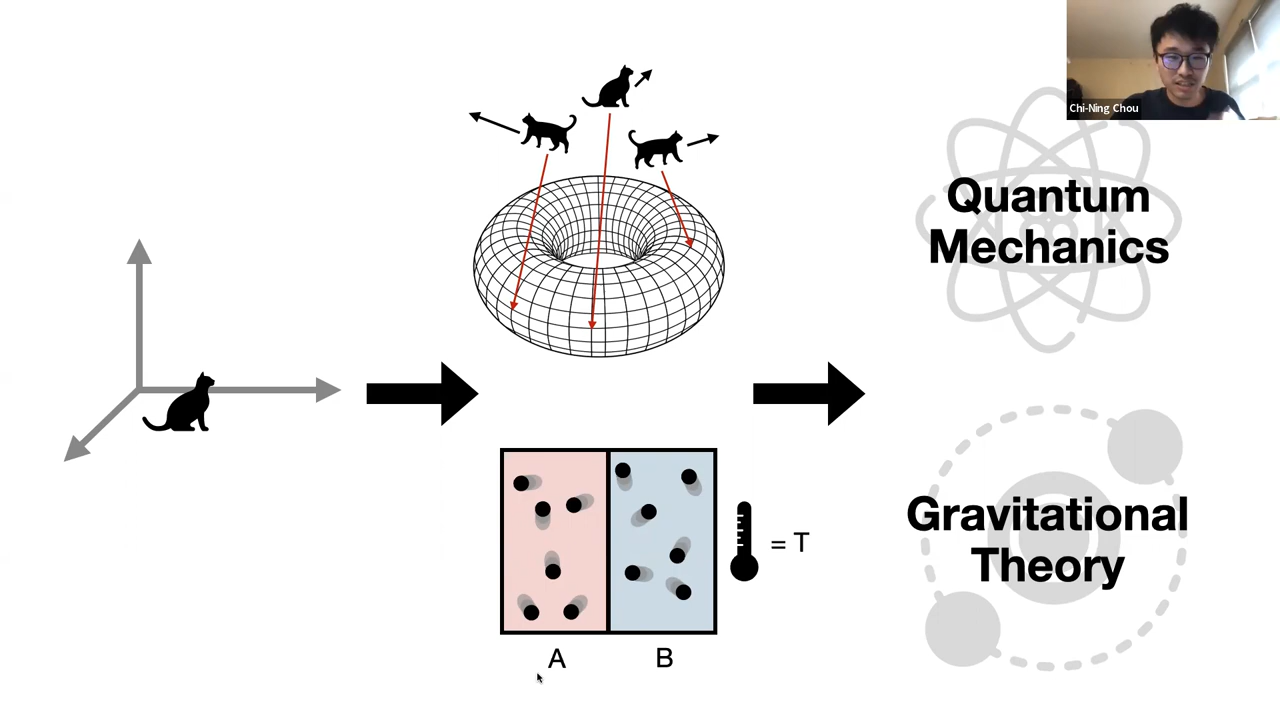 Chi-Ning Chou
Quantum
Mechanics
= T
Gravitational
Theory
A
B